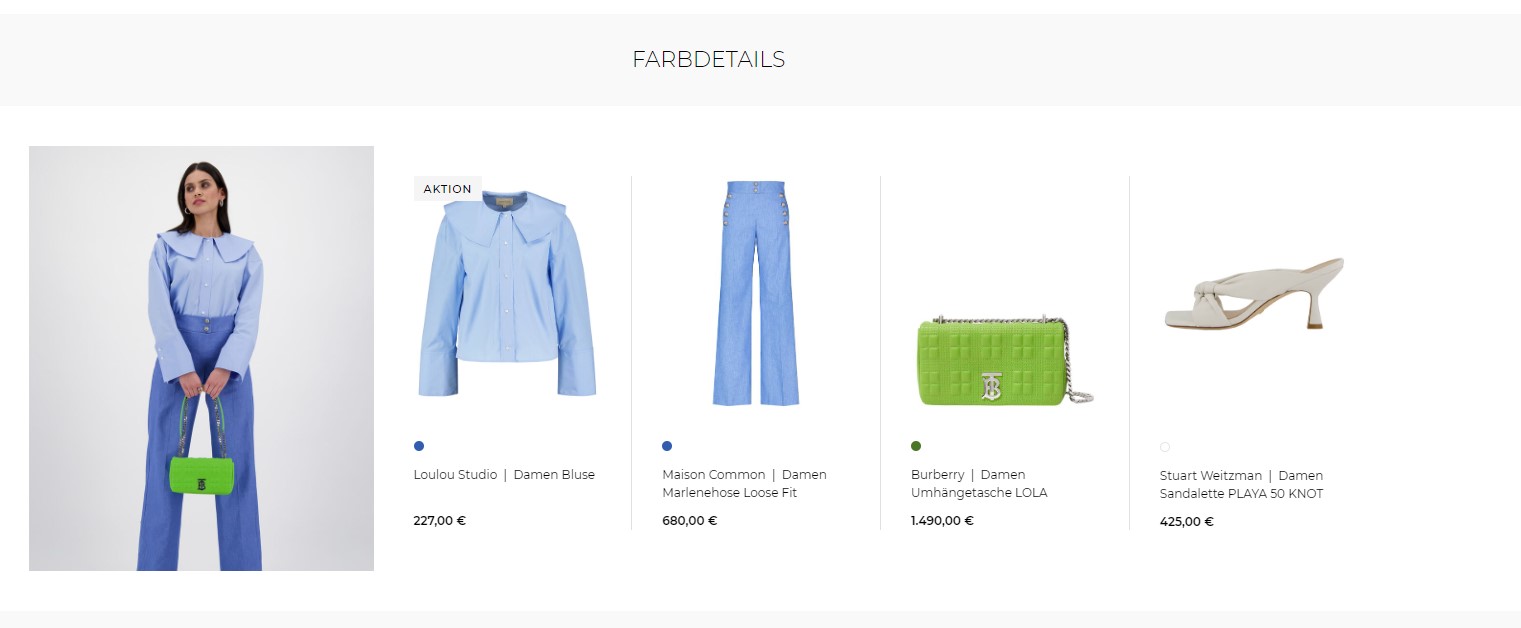 FARBDETAILS
AKTION
Loulou Studio | Damen Bluse
227,00 €
Maison Common | Damen
Marlenehose Loose Fit
680,00 €
Burberry | Damen
Umhängetasche LOLA
1.490,00 €
Stuart Weitzman | Damen
Sandalette PLAYA 50 KNOT
425,00 €